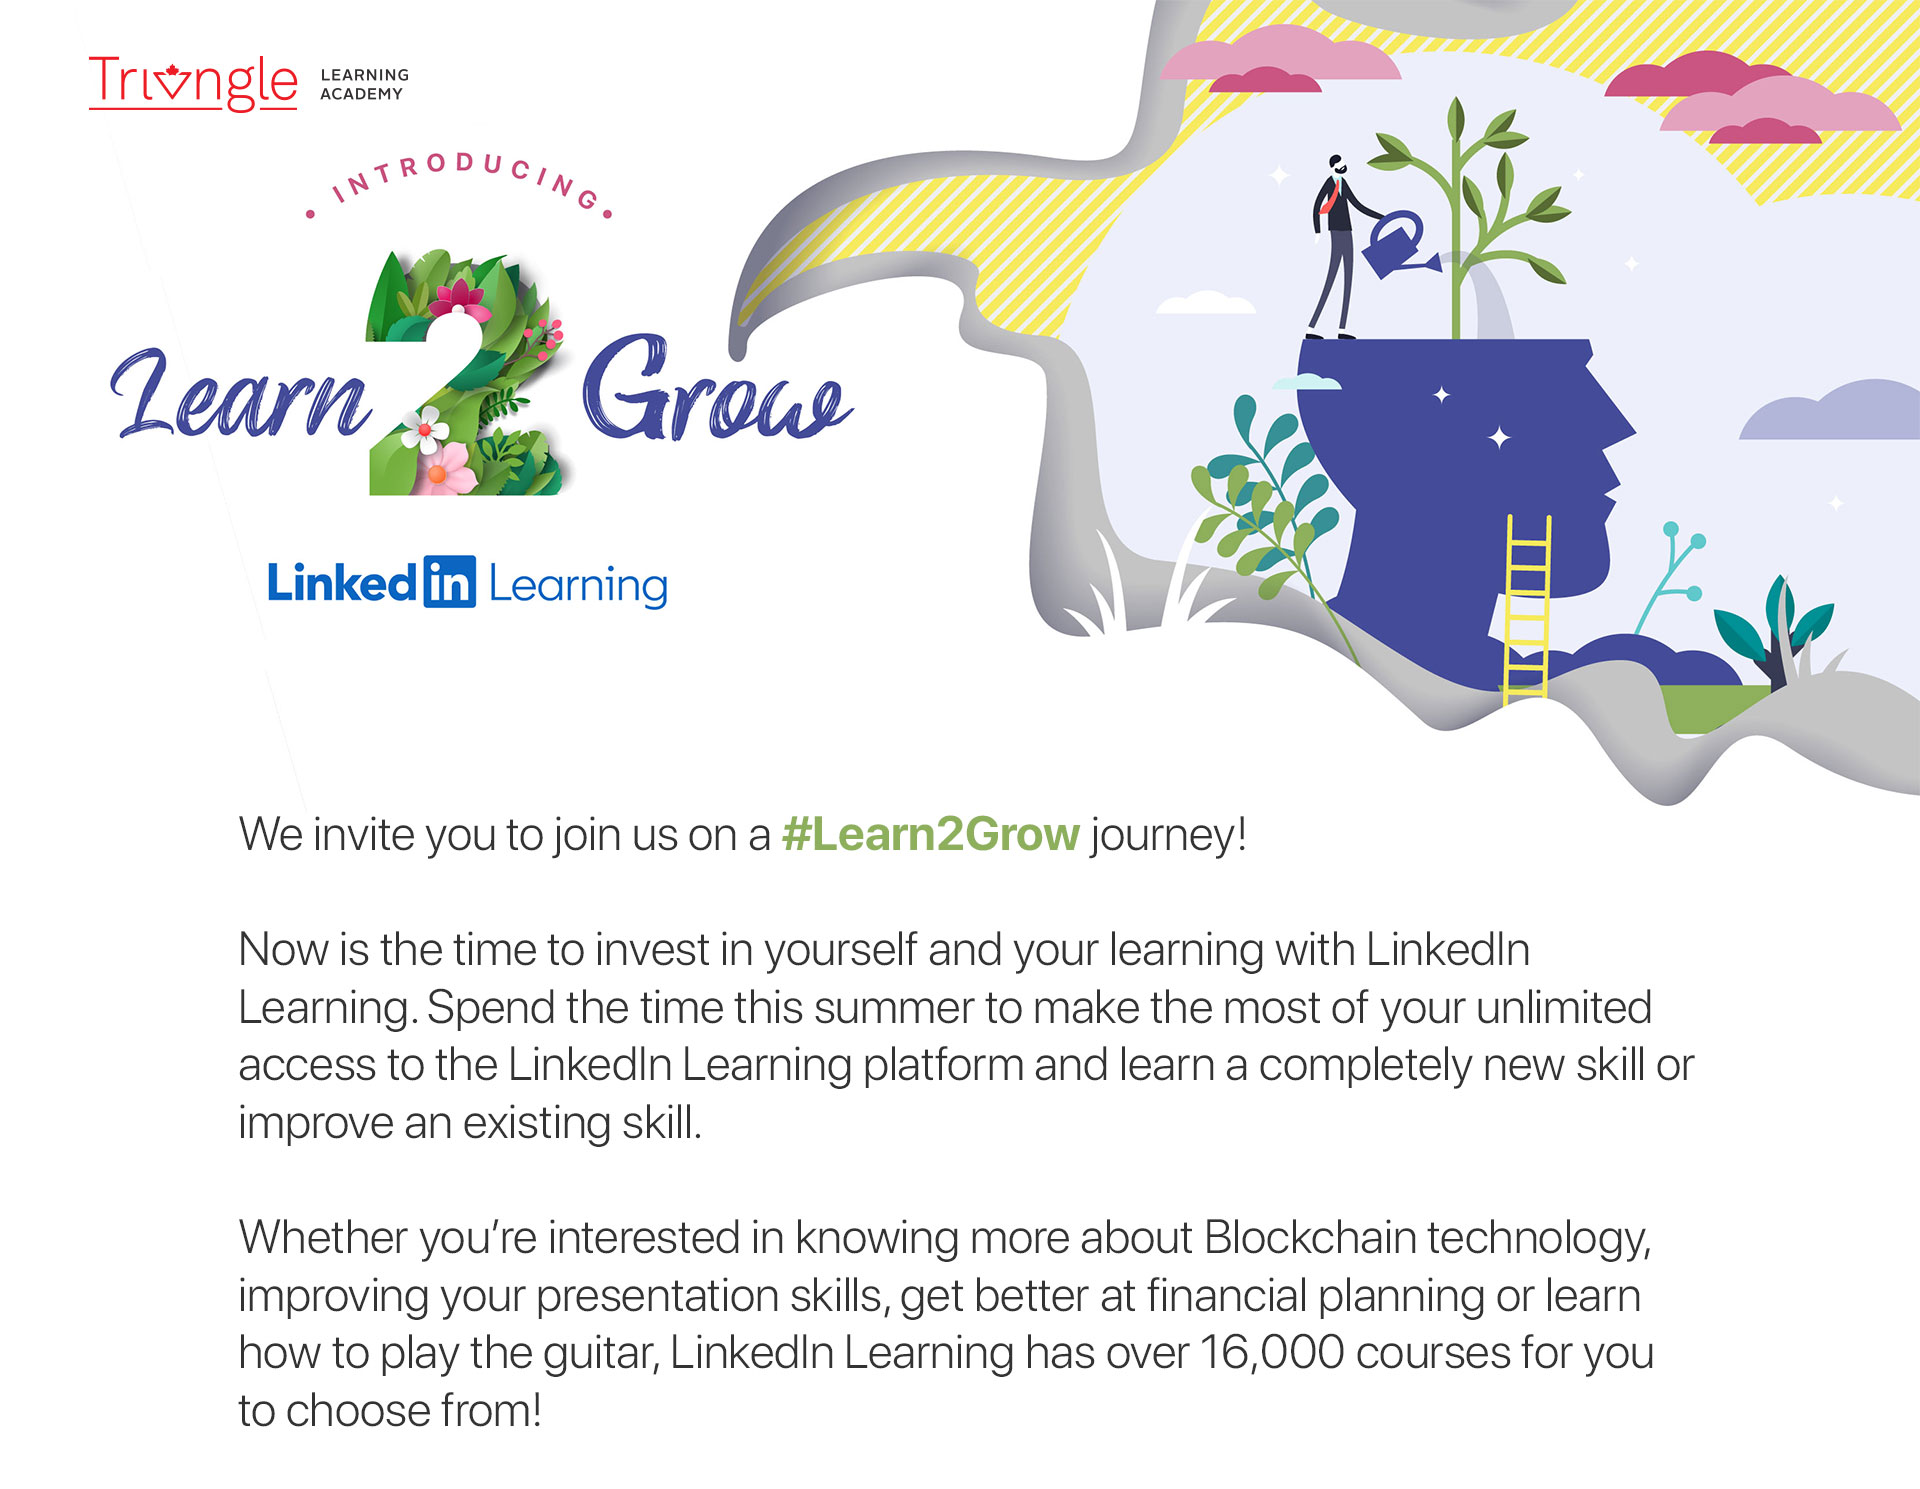 Triangle LEARNING
ACADEMY
• INTRODUCING •
Learn 2 Grow
Linkedin Learning
We invite you to join us on a #Learn2Grow journey!
Now is the time to invest in yourself and your learning with LinkedIn
Learning. Spend the time this summer to make the most of your unlimited
access to the LinkedIn Learning platform and learn a completely new skill or
improve an existing skill.
Whether you’re interested in knowing more about Blockchain technology,
improving your presentation skills, get better at financial planning or learn
how to play the guitar, LinkedIn Learning has over 16,000 courses for you
to choose from!